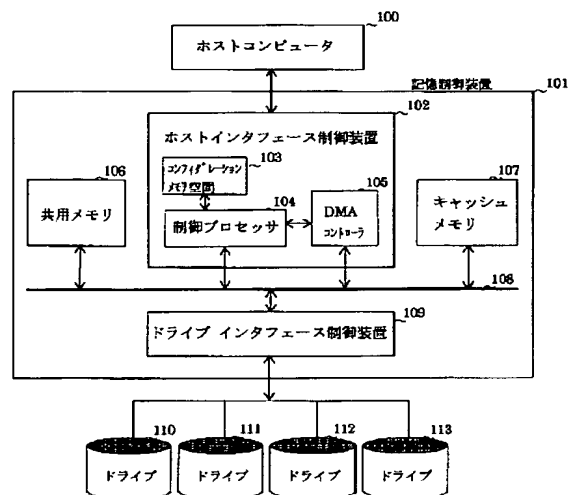 100
ホストコンピュータ
記憶制御装置 101
102
ホストインタフェース制御装置
103
コンフィグレーション
メモリ空間
104
制御プロセッサ
105
DMA
コントローラ
106
共用メモリ
107
キャッシュ
メモリ
108
109
ドライブ インタフェース制御装置
110
ドライブ
111
ドライブ
112
ドライブ
113
ドライブ